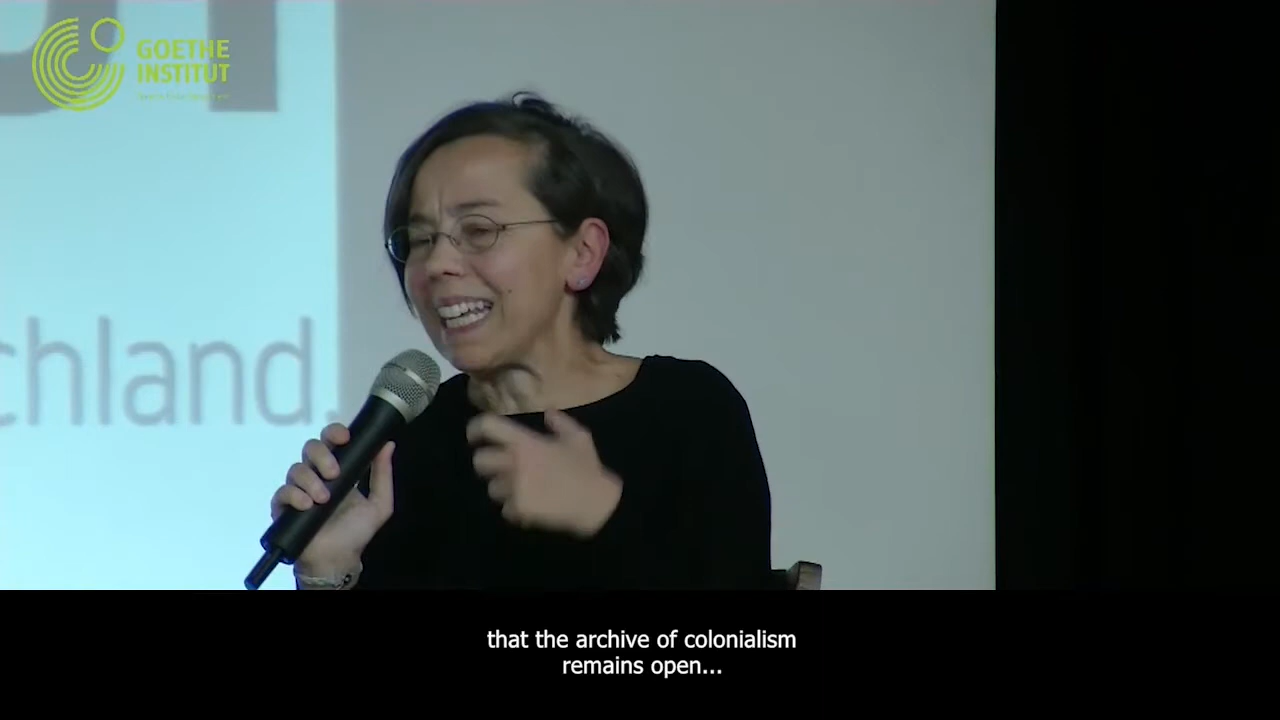 GOETHE
INSTITUT
chland.
that the archive of colonialism
remains open...